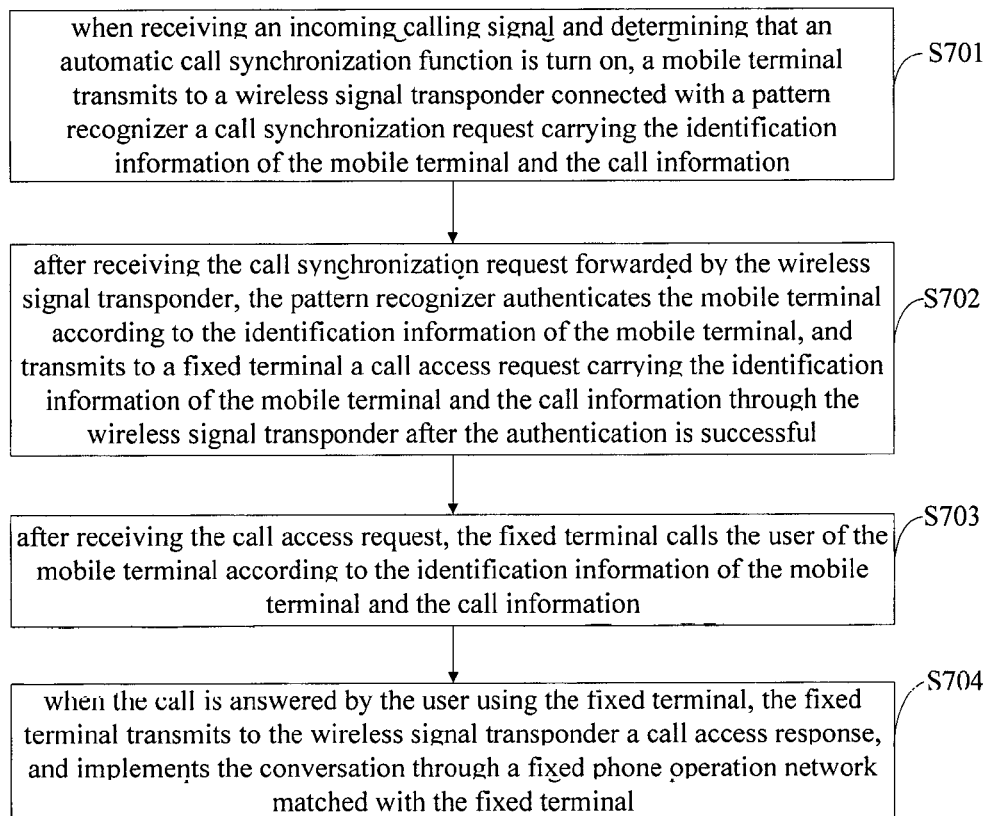 when receiving an incoming calling signal and determining that an
automatic call synchronization function is turn on, a mobile terminal
transmits to a wireless signal transponder connected with a pattern
recognizer a call synchronization request carrying the identification
information of the mobile terminal and the call information
S701
after receiving the call synchronization request forwarded by the wireless
signal transponder, the pattern recognizer authenticates the mobile terminal
according to the identification information of the mobile terminal, and
transmits to a fixed terminal a call access request carrying the identification
information of the mobile terminal and the call information through the
wireless signal transponder after the authentication is successful
S702
after receiving the call access request, the fixed terminal calls the user of the
mobile terminal according to the identification information of the mobile
terminal and the call information
S703
when the call is answered by the user using the fixed terminal, the fixed
terminal transmits to the wireless signal transponder a call access response,
and implements the conversation through a fixed phone operation network
matched with the fixed terminal
S704